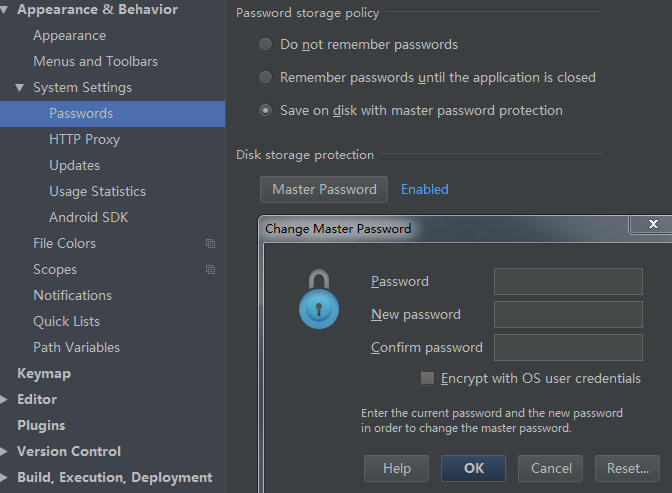 Appearance & Behavior
Appearance
Menus and Toolbars
System Settings
Passwords
HTTP Proxy
Updates
Usage Statistics
Android SDK
File Colors
Scopes
Notifications
Quick Lists
Path Variables
Keymap
Editor
Plugins
Version Control
Build, Execution, Deployment
Password storage policy
Do not remember passwords
Remember passwords until the application is closed
Save on disk with master password protection
Disk storage protection
Master Password Enabled
Change Master Password
Password
New password
Confirm password
Encrypt with OS user credentials
Enter the current password and the new password
in order to change the master password.
Help OK Cancel Reset...